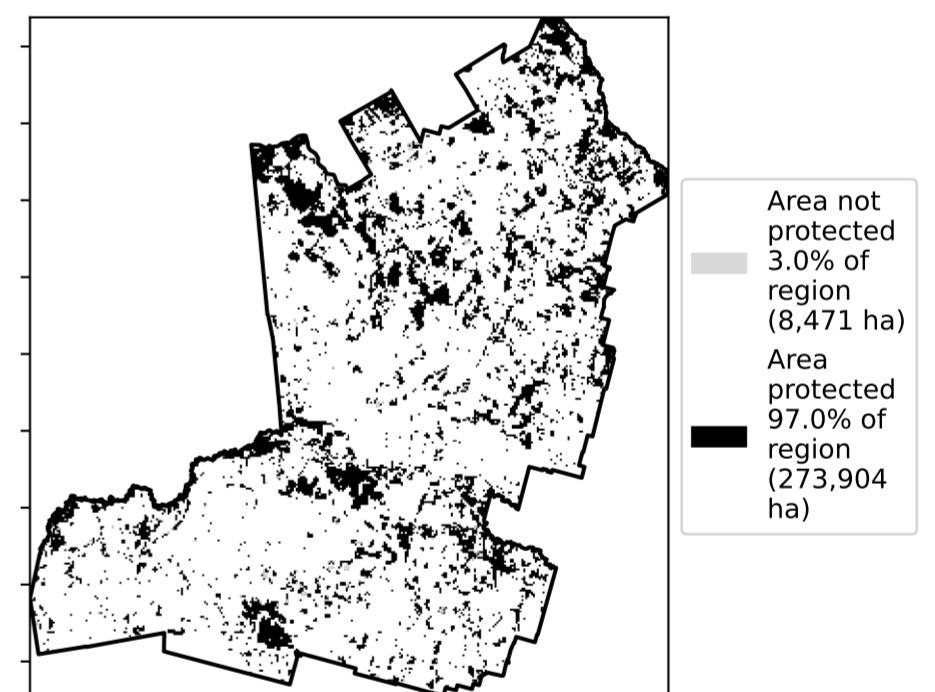 Area not
protected
3.0% of
region
(8,471 ha)
Area
protected
97.0% of
region
(273,904
ha)